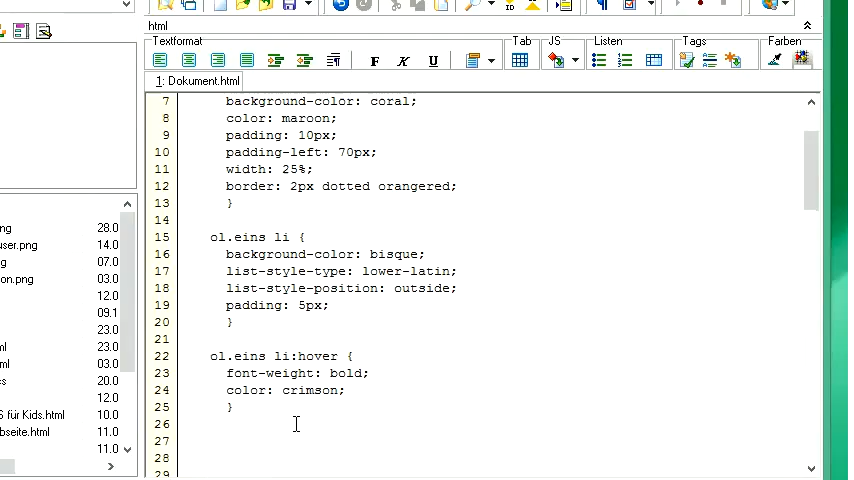 html
Textformat
Tab
JS
Listen
Tags
Farben
F K U
1: Dokument.html
7 background-color: coral;
8 color: maroon;
9 padding: 10px;
10 padding-left: 70px;
11 width: 25%;
12 border: 2px dotted orangered;
13 }
14
15 ol.eins li {
16 background-color: bisque;
17 list-style-type: lower-latin;
18 list-style-position: outside;
19 padding: 5px;
20 }
21
22 ol.eins li:hover {
23 font-weight: bold;
24 color: crimson;
25 }
26
27
28
29
ng 28.0
user.png 14.0
g 07.0
on.png 03.0
12.0
09.1
23.0
ml 23.0
ml 03.0
s 20.0
12.0
S für Kids.html 10.0
bseite.html 11.0
11.0